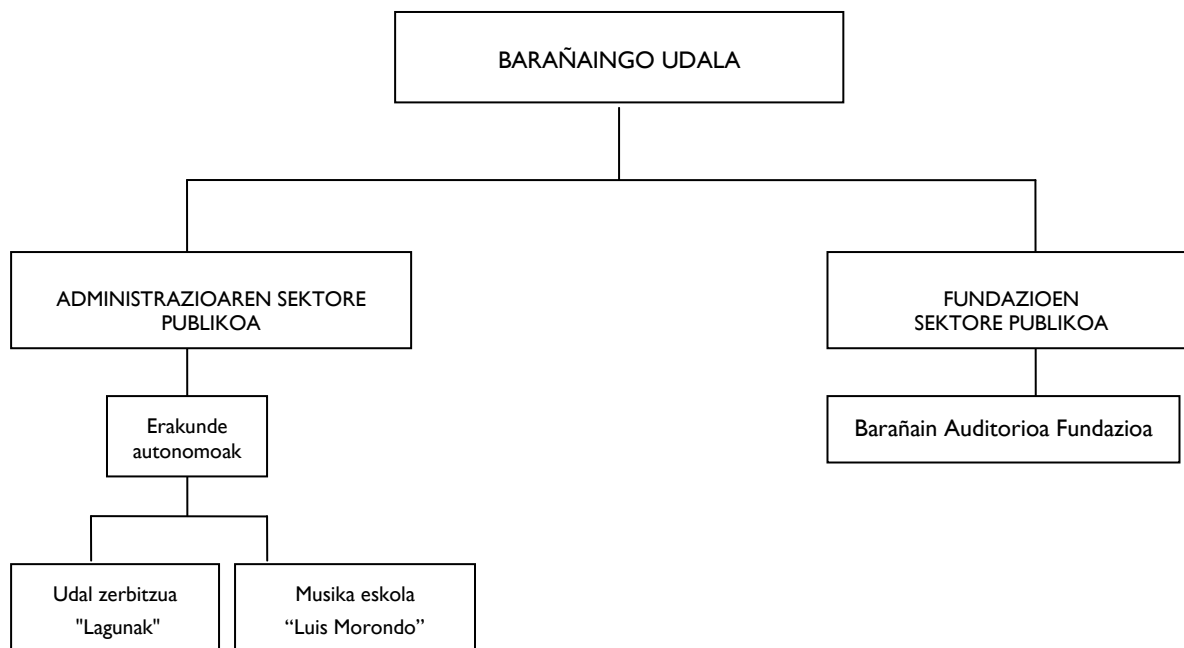 BARAÑAINGO UDALA
ADMINISTRAZIOAREN SEKTORE
PUBLIKOA
FUNDAZIOEN
SEKTORE PUBLIKOA
Erakunde
autonomoak
Barañain Auditorioa Fundazioa
Udal zerbitzua
"Lagunak"
Musika eskola
“Luis Morondo”